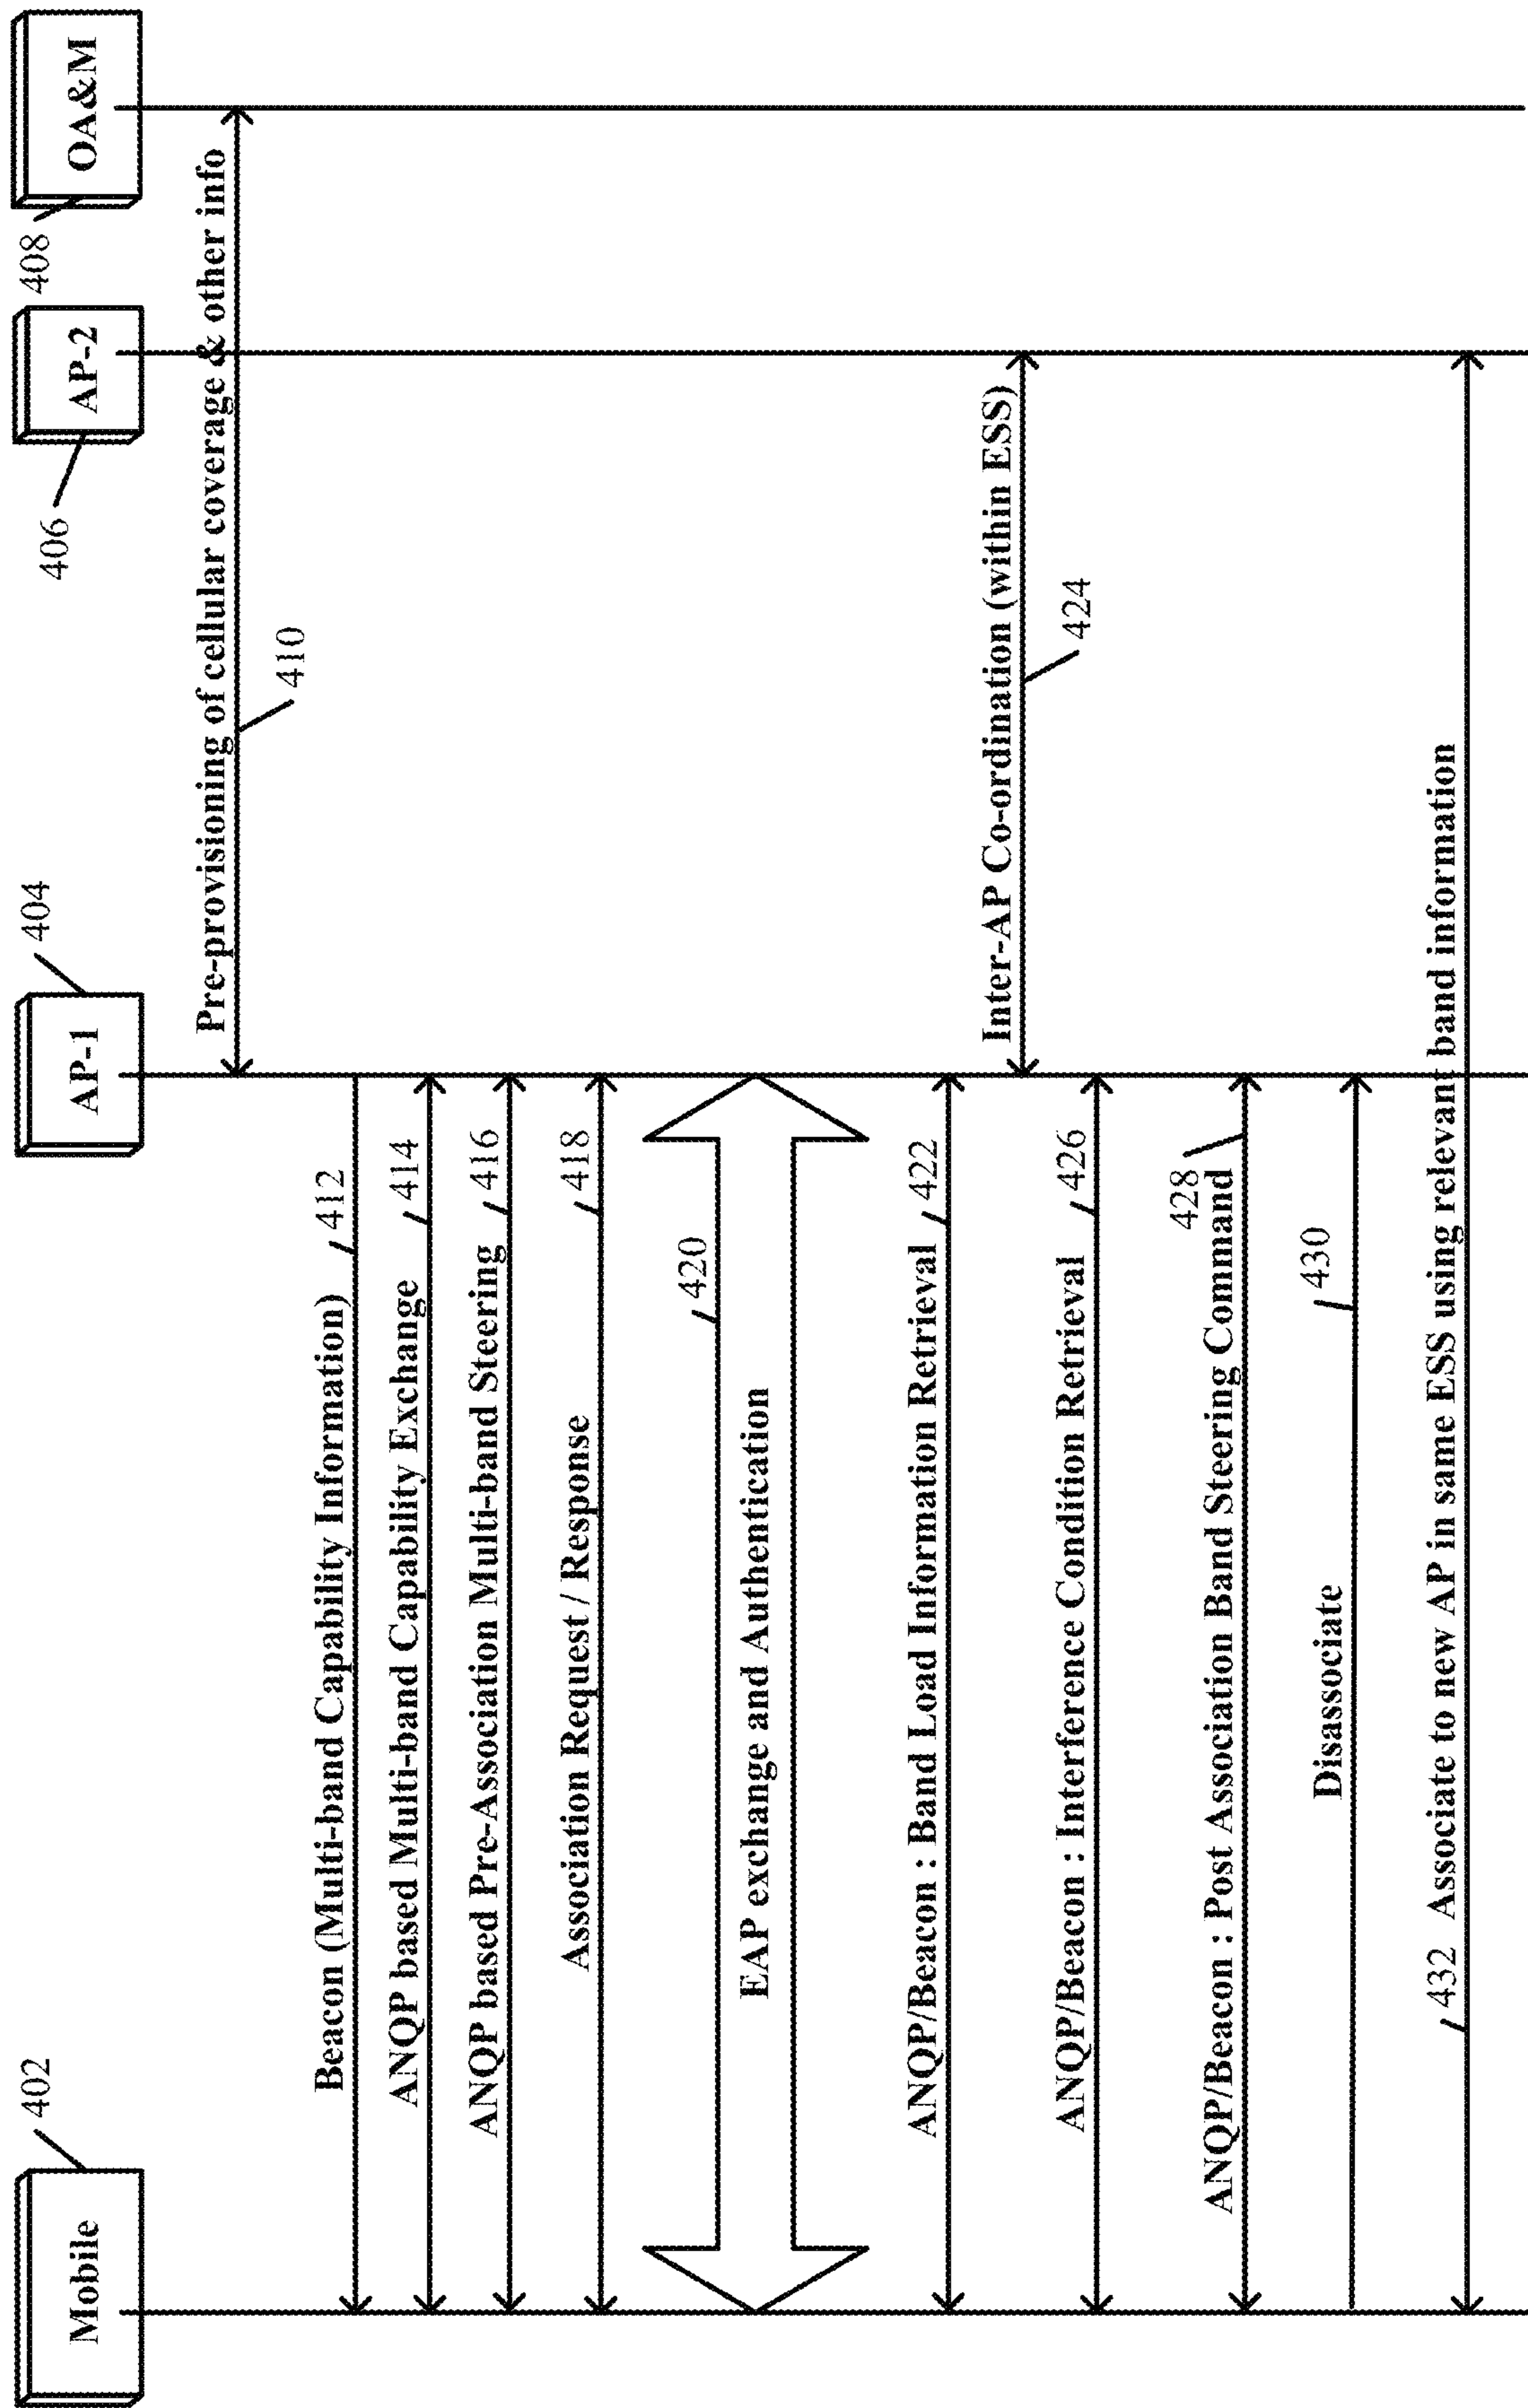 Mobile
402
AP-1
404
AP-2
406
OA&M
408
Pre-provisioning of cellular coverage & other info
410
Beacon (Multi-band Capability Information)
412
ANQP based Multi-band Capability Exchange
414
ANQP based Pre-Association Multi-band Steering
416
Association Request / Response
418
420
EAP exchange and Authentication
ANQP/Beacon : Band Load Information Retrieval
422
Inter-AP Co-ordination (within ESS)
424
ANQP/Beacon : Interference Condition Retrieval
426
ANQP/Beacon : Post Association Band Steering Command
428
Disassociate
430
432
Associate to new AP in same ESS using relevant band information